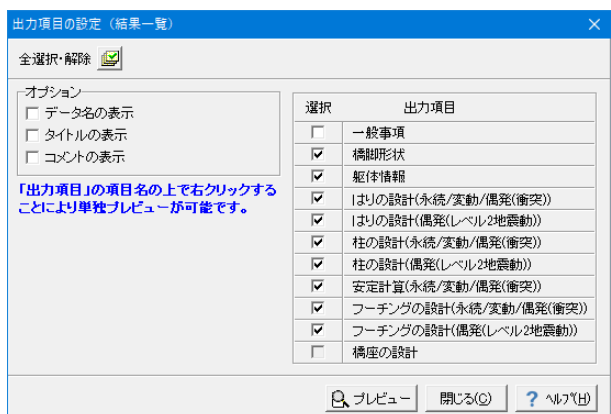 出力項目の設定（結果一覧）
全選択・解除
オプション
データ名の表示
タイトルの表示
コメントの表示
「出力項目」の項目名の上で右クリックする
ことにより単独プレビューが可能です。
選択 出力項目
一般事項
橋脚形状
躯体情報
はりの設計(永続/変動/偶発(衝突))
はりの設計(偶発(レベル2地震動))
柱の設計(永続/変動/偶発(衝突))
柱の設計(偶発(レベル2地震動))
安定計算(永続/変動/偶発(衝突))
フーチングの設計(永続/変動/偶発(衝突))
フーチングの設計(偶発(レベル2地震動))
橋座の設計
プレビュー 閉じる(C) ? ヘルプ(H)